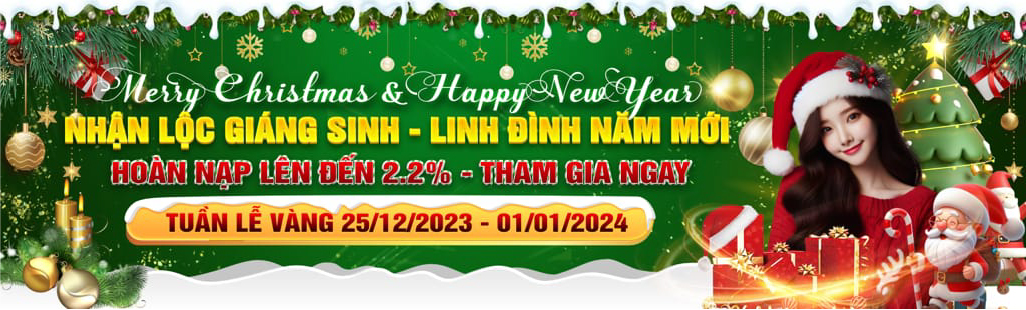 Merry Christmas & Happy New Year
NHẬN LỘC GIÁNG SINH - LINH ĐÌNH NĂM MỚI
HOÀN NẠP LÊN ĐẾN 2.2% - THAM GIA NGAY
TUẦN LỄ VÀNG 25/12/2023 - 01/01/2024